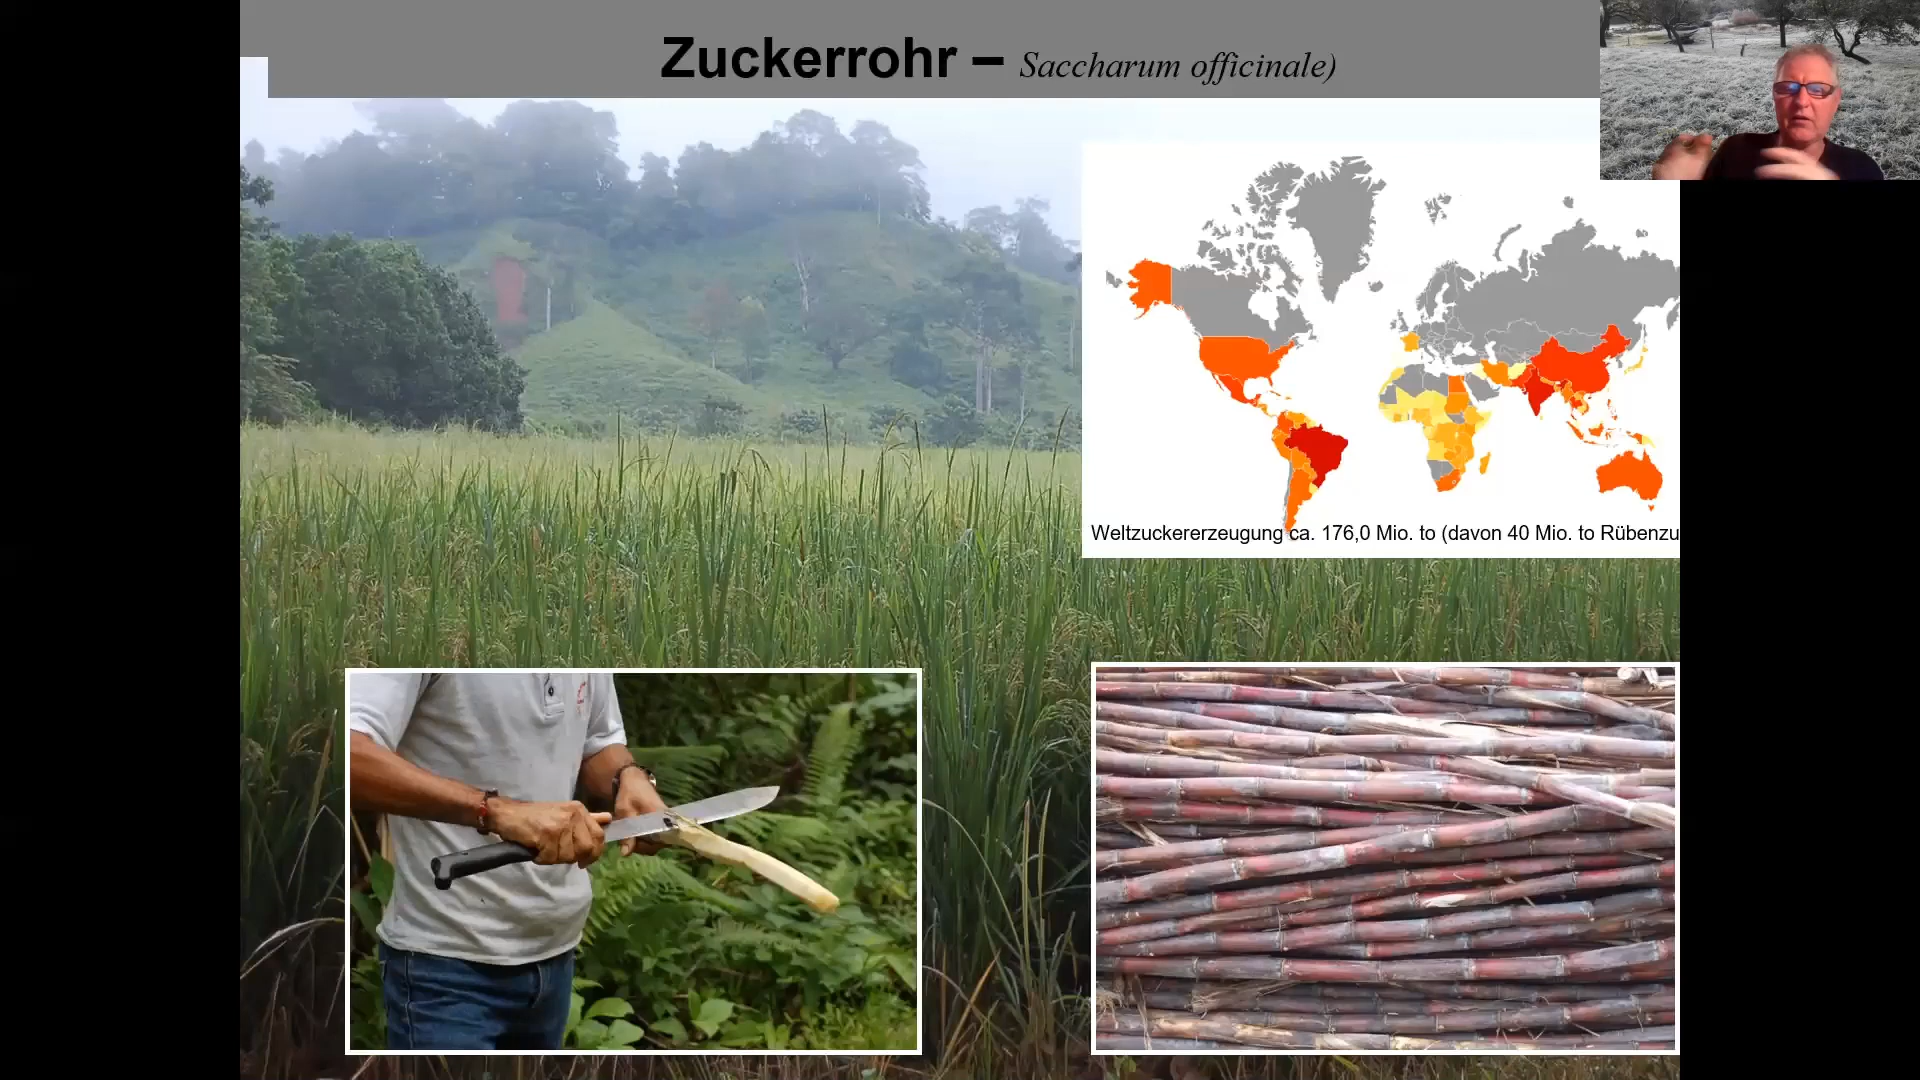 Zuckerrohr – Saccharum officinale)
Weltzuckererzeugung ca. 176,0 Mio. to (davon 40 Mio. to Rübenzu